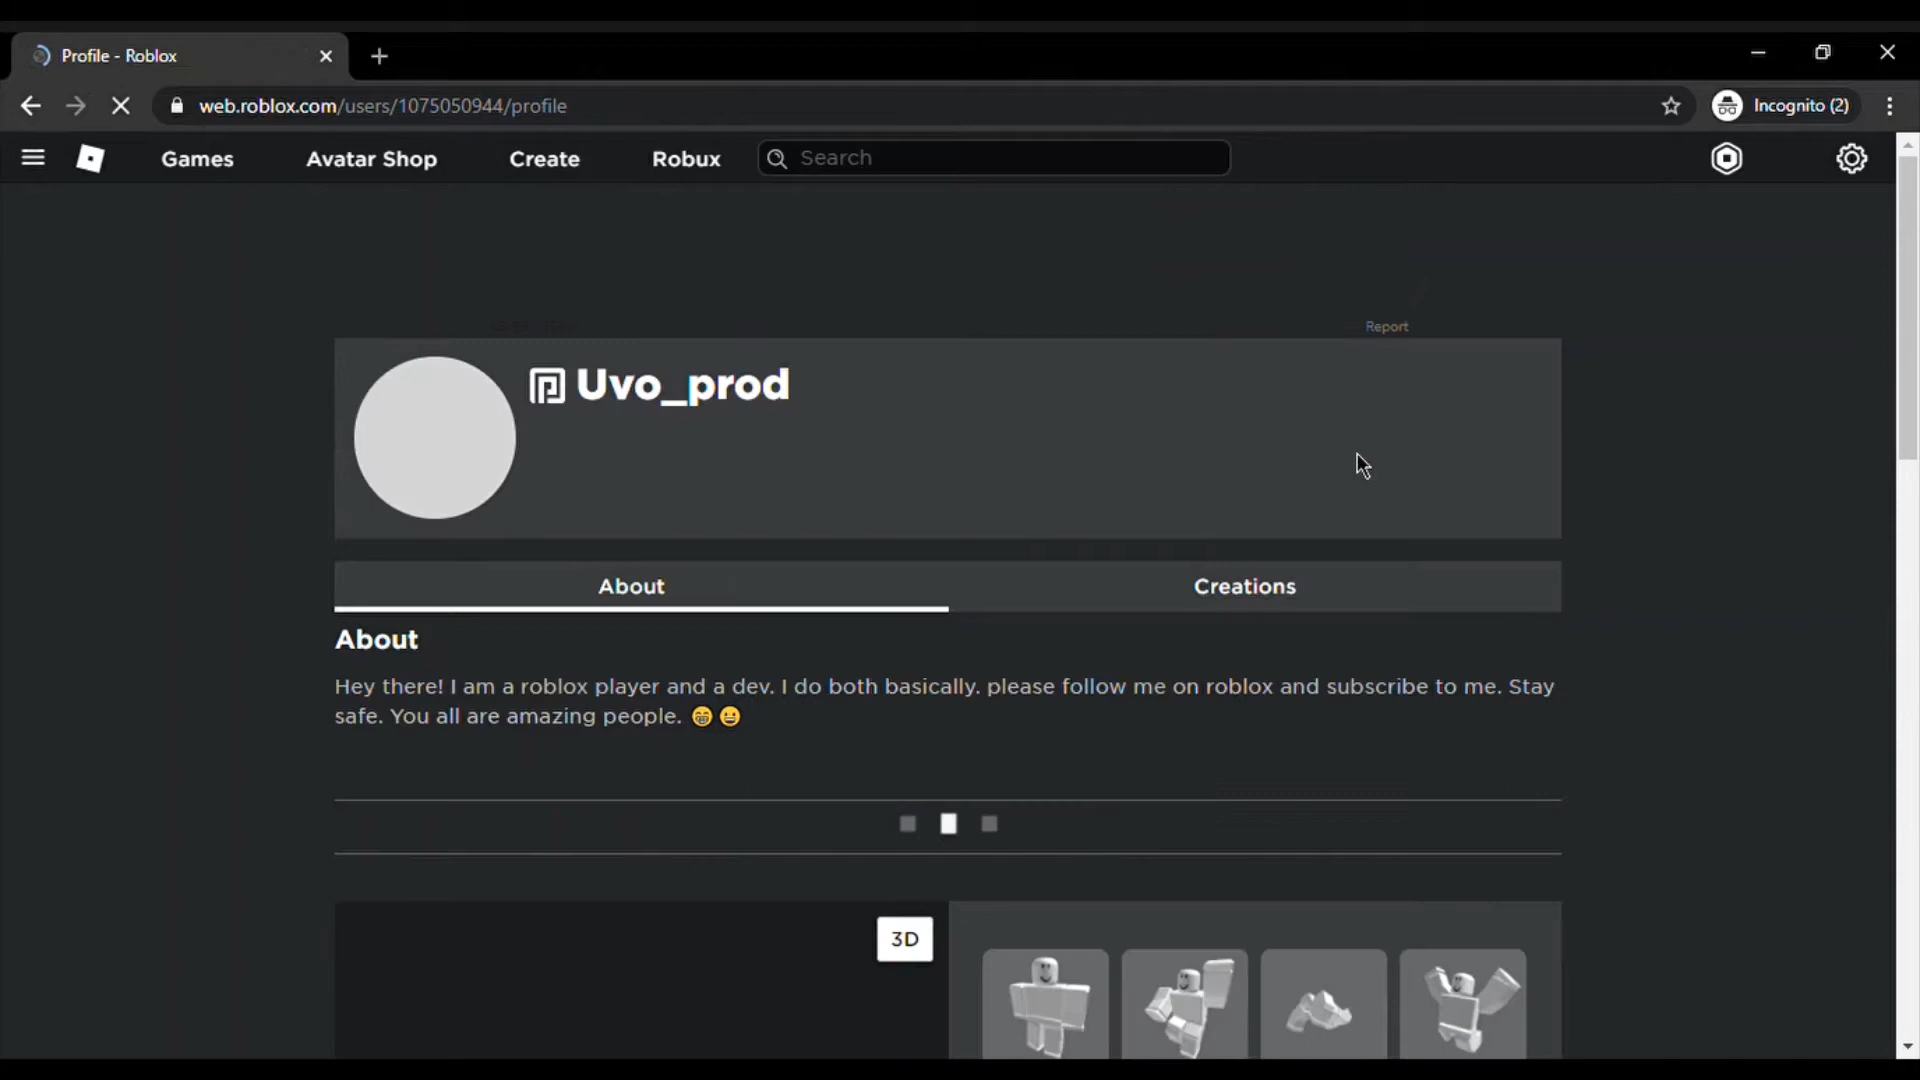 Profile - Roblox
web.roblox.com/users/1075050944/profile
Incognito (2)
Games
Avatar Shop
Create
Robux
Search
Report
Uvo_prod
About
Creations
About
Hey there! I am a roblox player and a dev. I do both basically. please follow me on roblox and subscribe to me. Stay
safe. You all are amazing people. 😁😀
3D